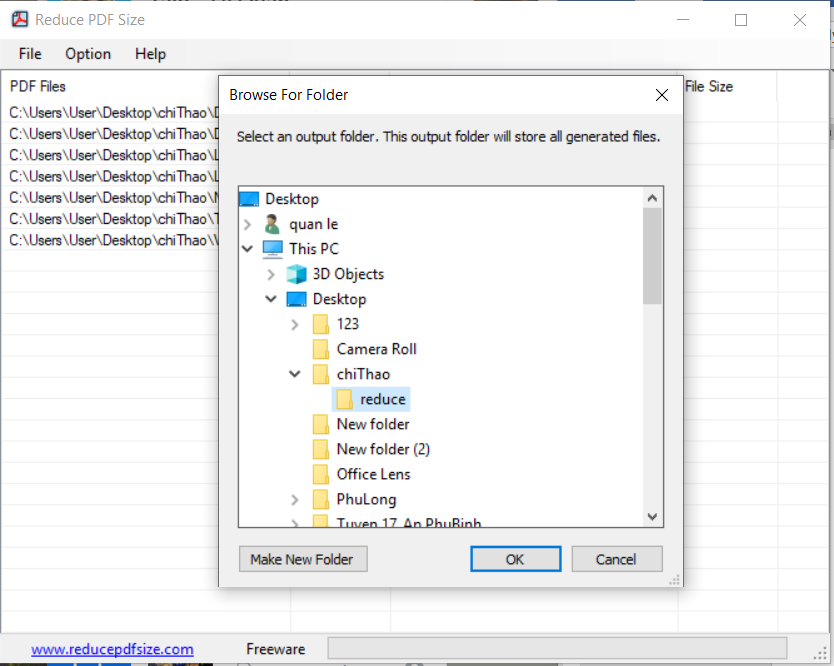 Reduce PDF Size
File Option Help
PDF Files
File Size
C:\Users\User\Desktop\chiThao\
C:\Users\User\Desktop\chiThao\
C:\Users\User\Desktop\chiThao\
C:\Users\User\Desktop\chiThao\
C:\Users\User\Desktop\chiThao\
C:\Users\User\Desktop\chiThao\
C:\Users\User\Desktop\chiThao\
Browse For Folder
Select an output folder. This output folder will store all generated files.
Desktop
quan le
This PC
3D Objects
Desktop
123
Camera Roll
chiThao
reduce
New folder
New folder (2)
Office Lens
PhuLong
Tuyen 17_An PhuBinh
Make New Folder
OK
Cancel
www.reducepdfsize.com
Freeware